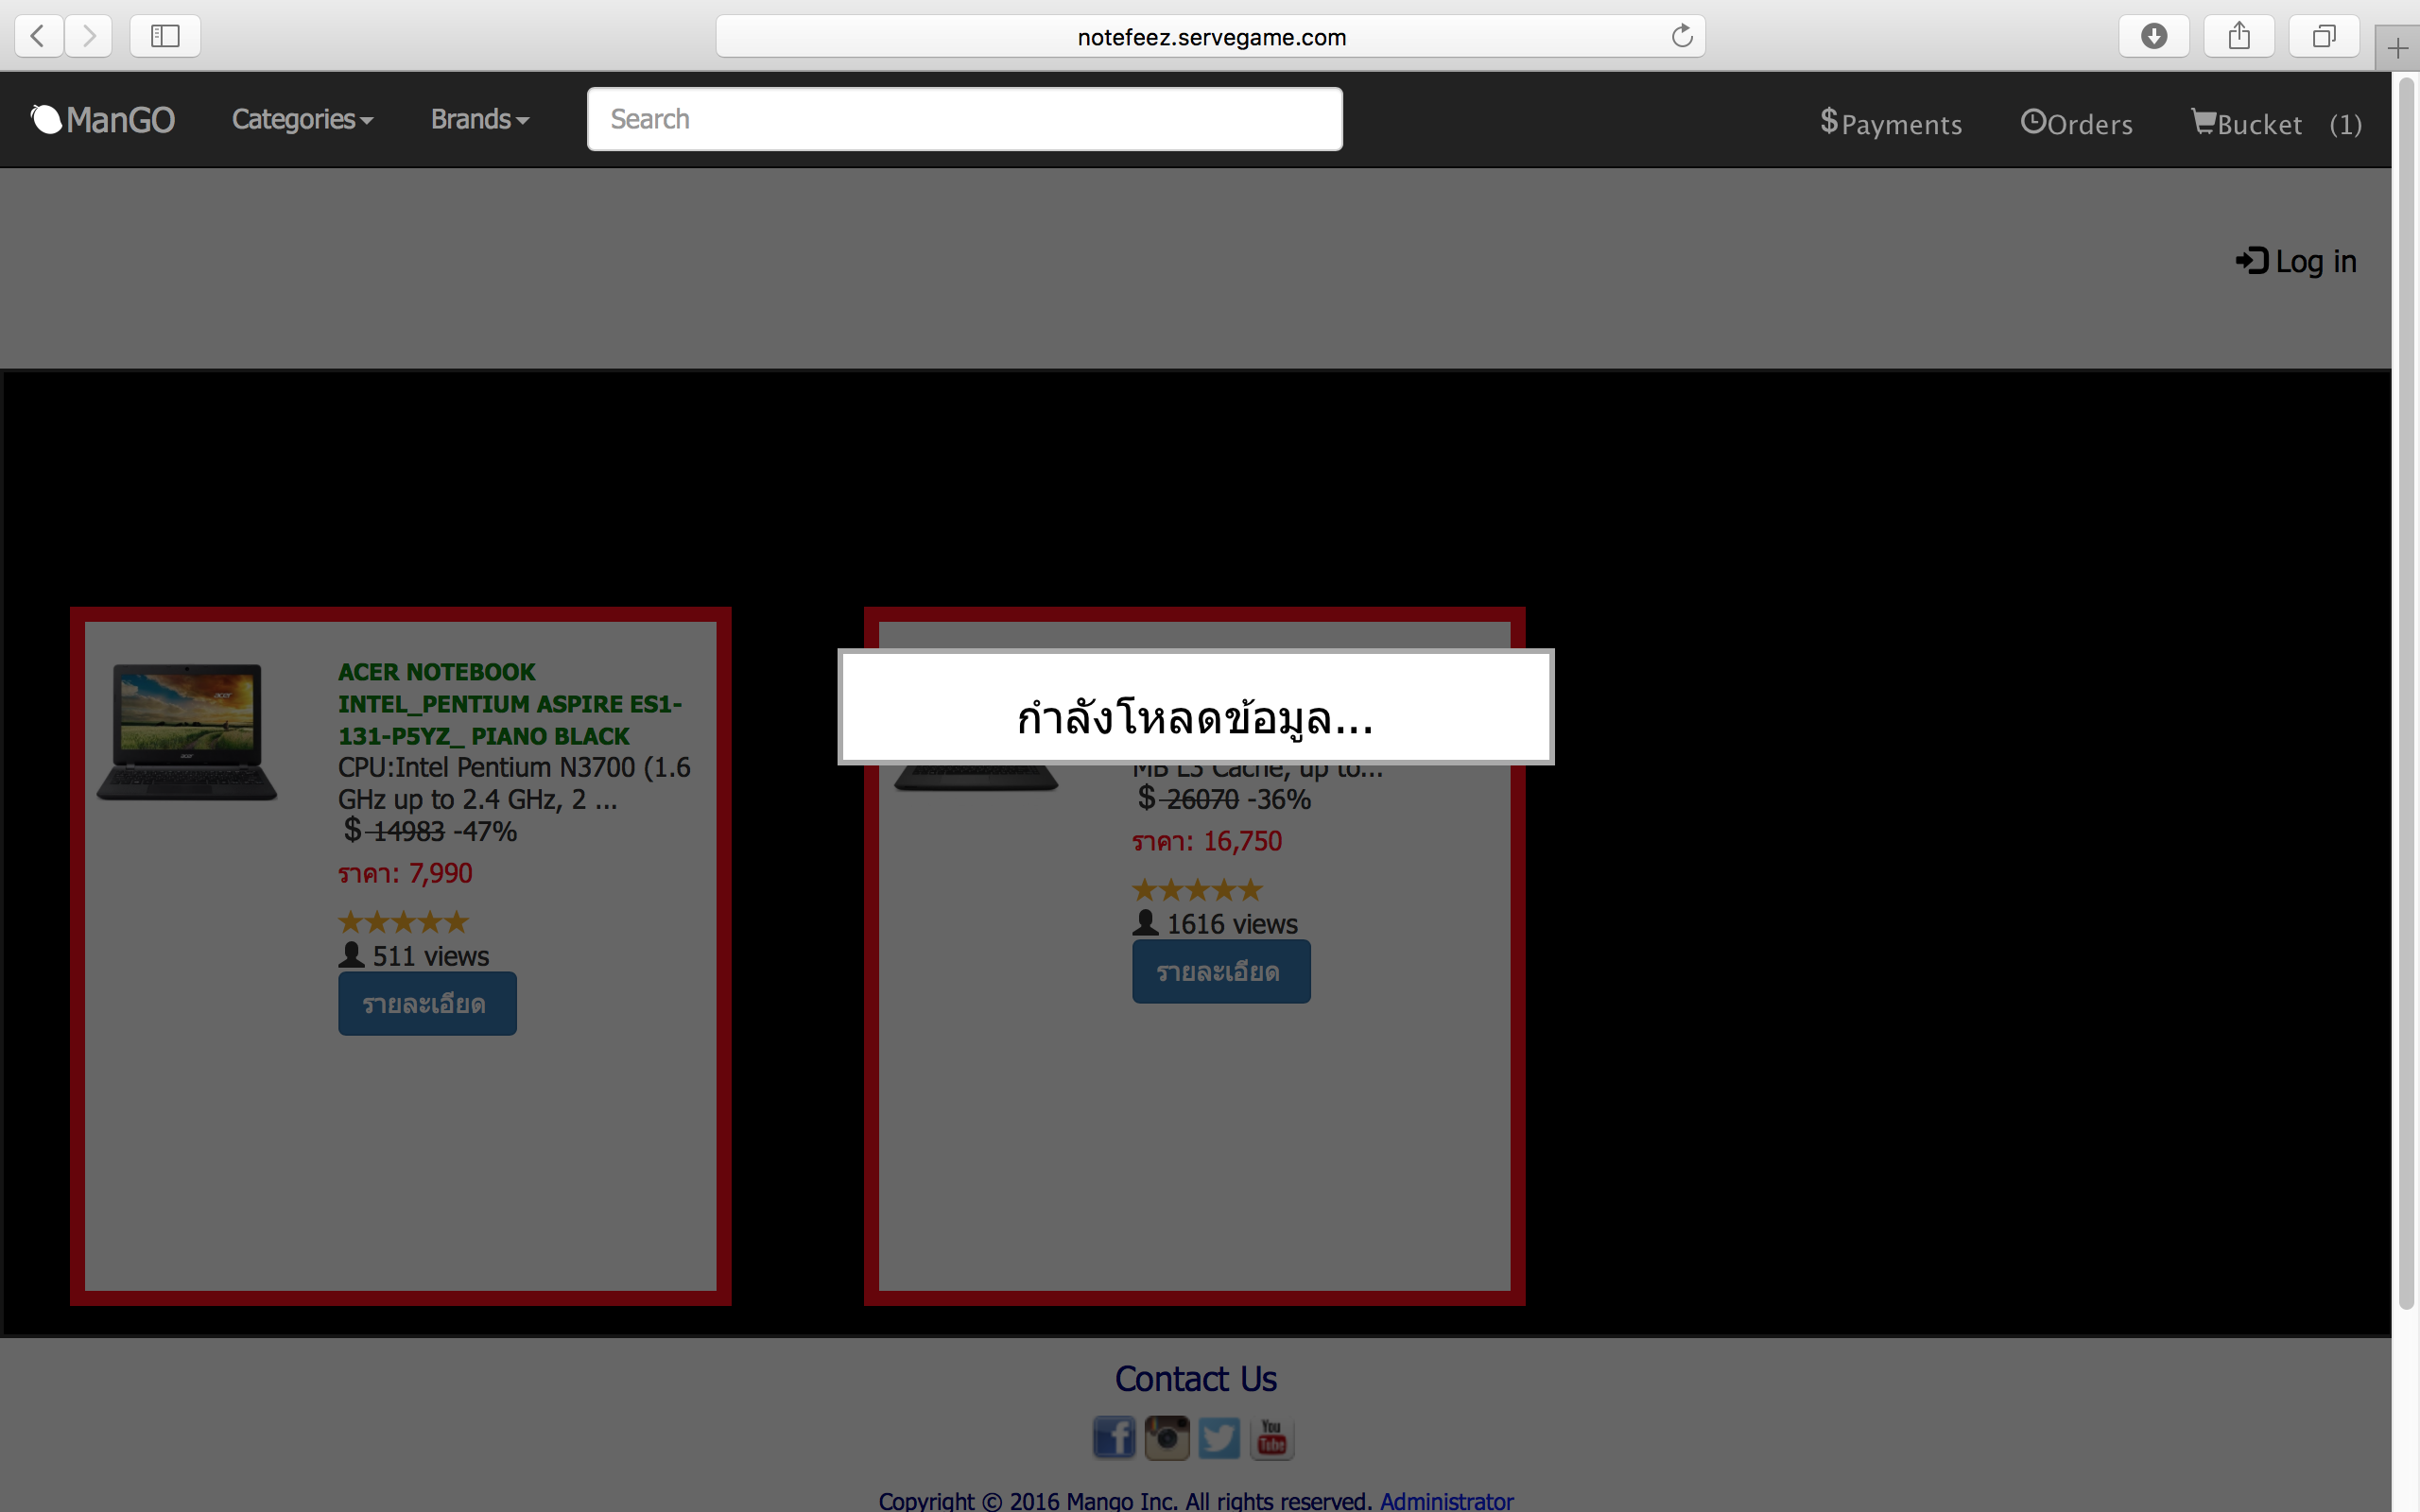 notefeez.servegame.com
ManGO Categories Brands Search $Payments Orders Bucket (1)
Log in
ACER NOTEBOOK
INTEL_PENTIUM ASPIRE ES1-
131-P5YZ_ PIANO BLACK
CPU:Intel Pentium N3700 (1.6
GHz up to 2.4 GHz, 2 ...
$ 14983 -47%
ราคา: 7,990
511 views
รายละเอียด
กำลังโหลดข้อมูล...
MB L3 Cache, up to...
$ 26070 -36%
ราคา: 16,750
1616 views
รายละเอียด
Contact Us
You
Tube
Copyright © 2016 Mango Inc. All rights reserved. Administrator